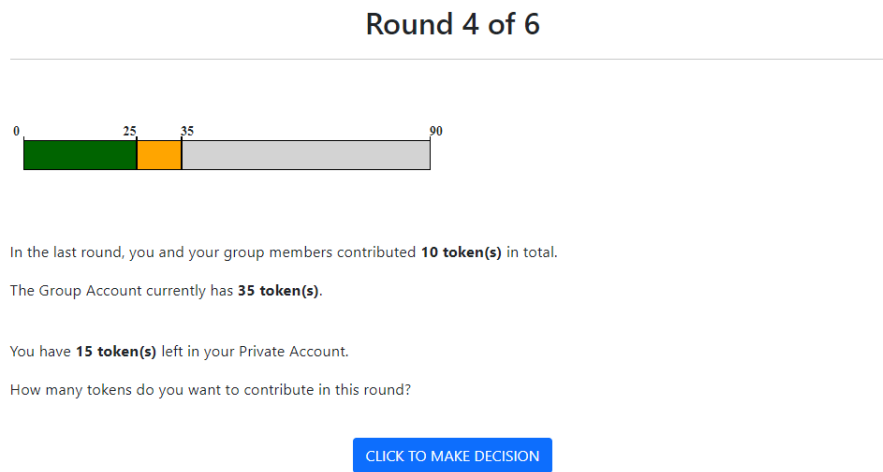 Round 4 of 6
0 25 35 90
In the last round, you and your group members contributed 10 token(s) in total.
The Group Account currently has 35 token(s).
You have 15 token(s) left in your Private Account.
How many tokens do you want to contribute in this round?
CLICK TO MAKE DECISION